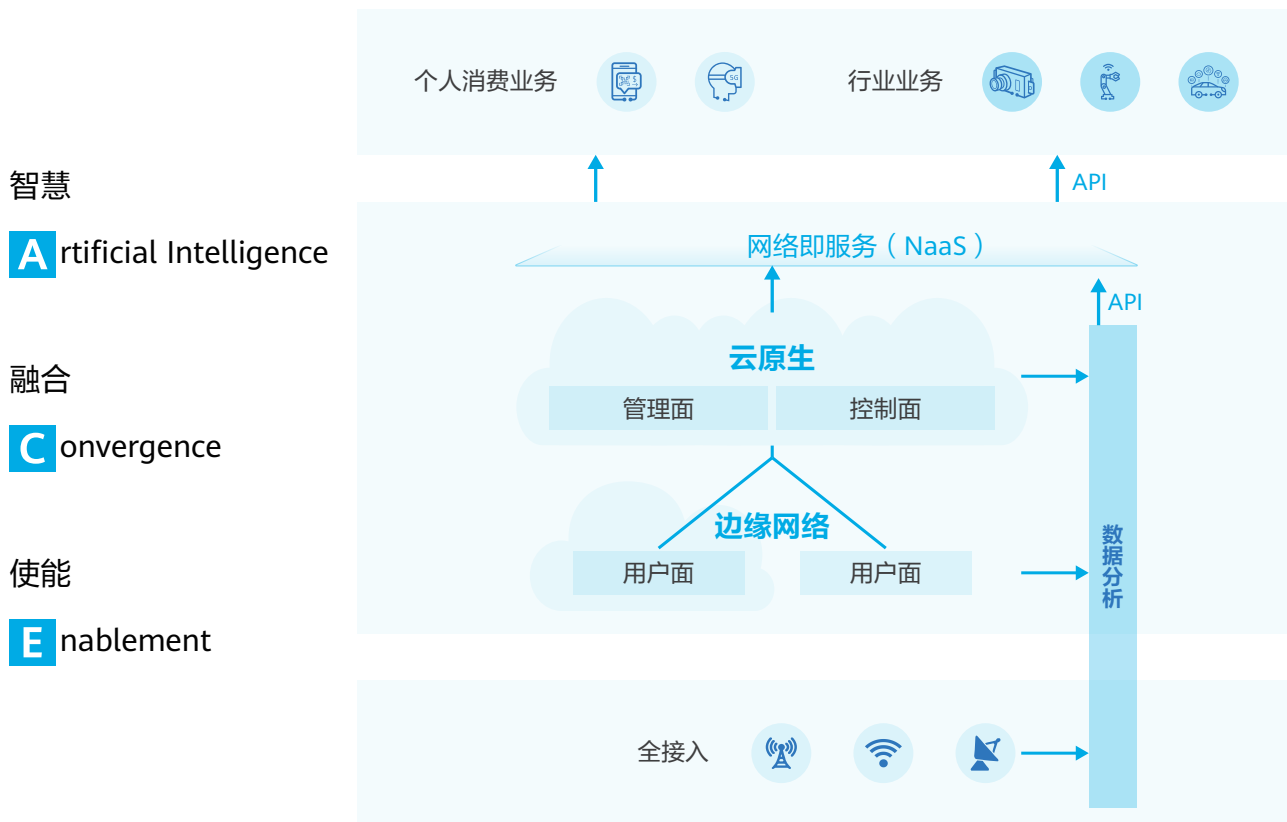 个人消费业务
5G
行业业务
API
智慧
Artificial Intelligence
网络即服务（NaaS）
API
云原生
管理面
控制面
融合
Convergence
边缘网络
用户面
用户面
数据分析
使能
Enablement
全接入